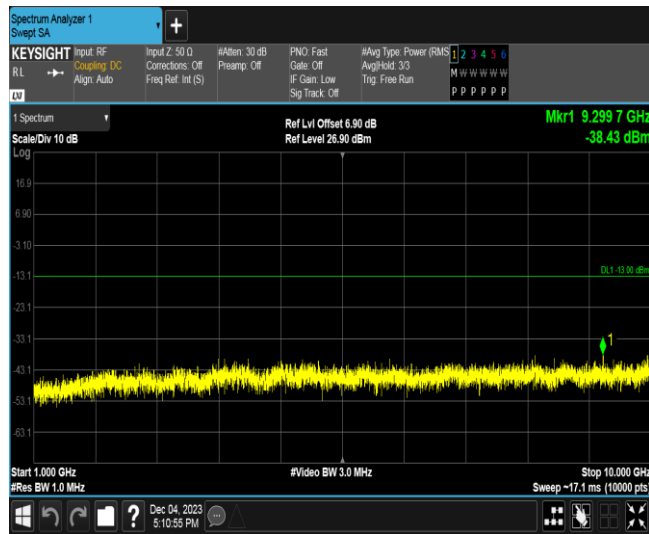 Spectrum Analyzer 1
Swept SA
+
KEYSIGHT
RL
LXI
Input: RF
Coupling: DC
Align: Auto
Input Z: 50 Ω
Corrections: Off
Freq Ref: Int (S)
#Atten: 30 dB
Preamp: Off
PNO: Fast
Gate: Off
IF Gain: Low
Sig Track: Off
#Avg Type: Power (RMS
Avg|Hold: 3/3
Trig: Free Run
1 2 3 4 5 6
M W W W W W
P P P P P P
1 Spectrum
Scale/Div 10 dB
Log
Ref Lvl Offset 6.90 dB
Ref Level 26.90 dBm
Mkr1 9.299 7 GHz
-38.43 dBm
16.9
6.90
-3.10
-13.1
DL1 -13.00 dBm
-23.1
-33.1
1
-43.1
-53.1
-63.1
Start 1.000 GHz
#Res BW 1.0 MHz
#Video BW 3.0 MHz
Stop 10.000 GHz
Sweep ~17.1 ms (10000 pts)
?
Dec 04, 2023
5:10:55 PM